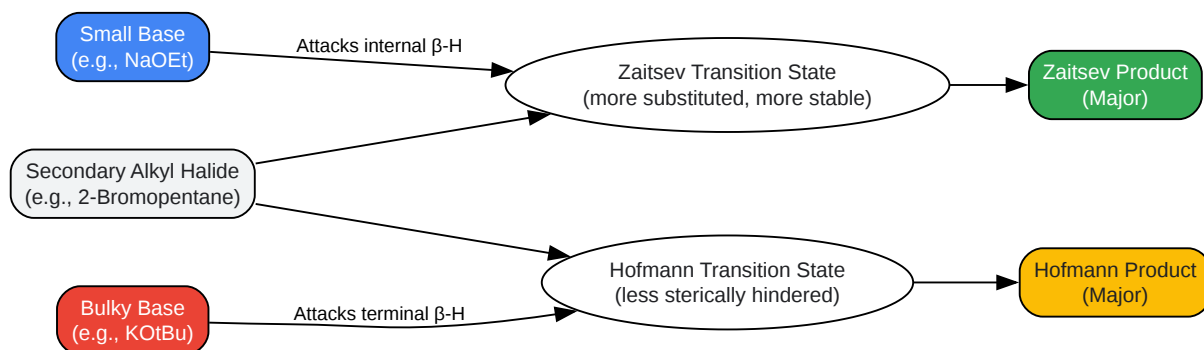 Small Base
(e.g., NaOEt)
Attacks internal β-H
Zaitsev Transition State
(more substituted, more stable)
Zaitsev Product
(Major)
Secondary Alkyl Halide
(e.g., 2-Bromopentane)
Hofmann Transition State
(less sterically hindered)
Hofmann Product
(Major)
Bulky Base
(e.g., KOtBu)
Attacks terminal β-H